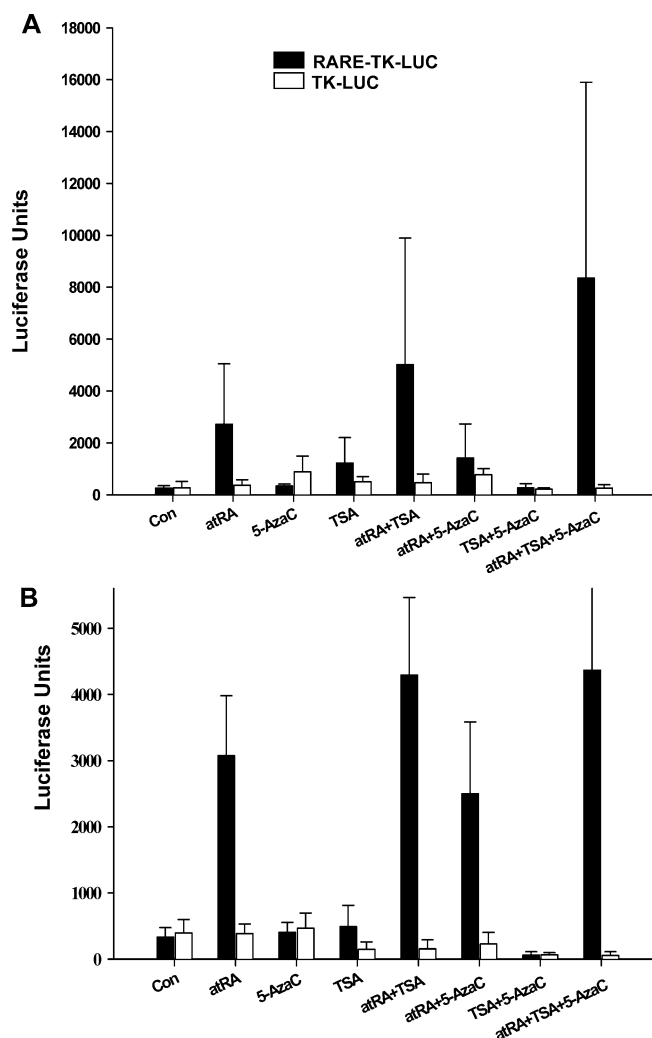 A
18000
16000
14000
12000
10000
8000
6000
4000
2000
0
Luciferase Units
RARE-TK-LUC
TK-LUC
Con
atRA
5-AzaC
TSA
atRA+TSA
atRA+5-AzaC
TSA+5-AzaC
atRA+TSA+5-AzaC
B
5000
4000
3000
2000
1000
0
Luciferase Units
Con
atRA
5-AzaC
TSA
atRA+TSA
atRA+5-AzaC
TSA+5-AzaC
atRA+TSA+5-AzaC